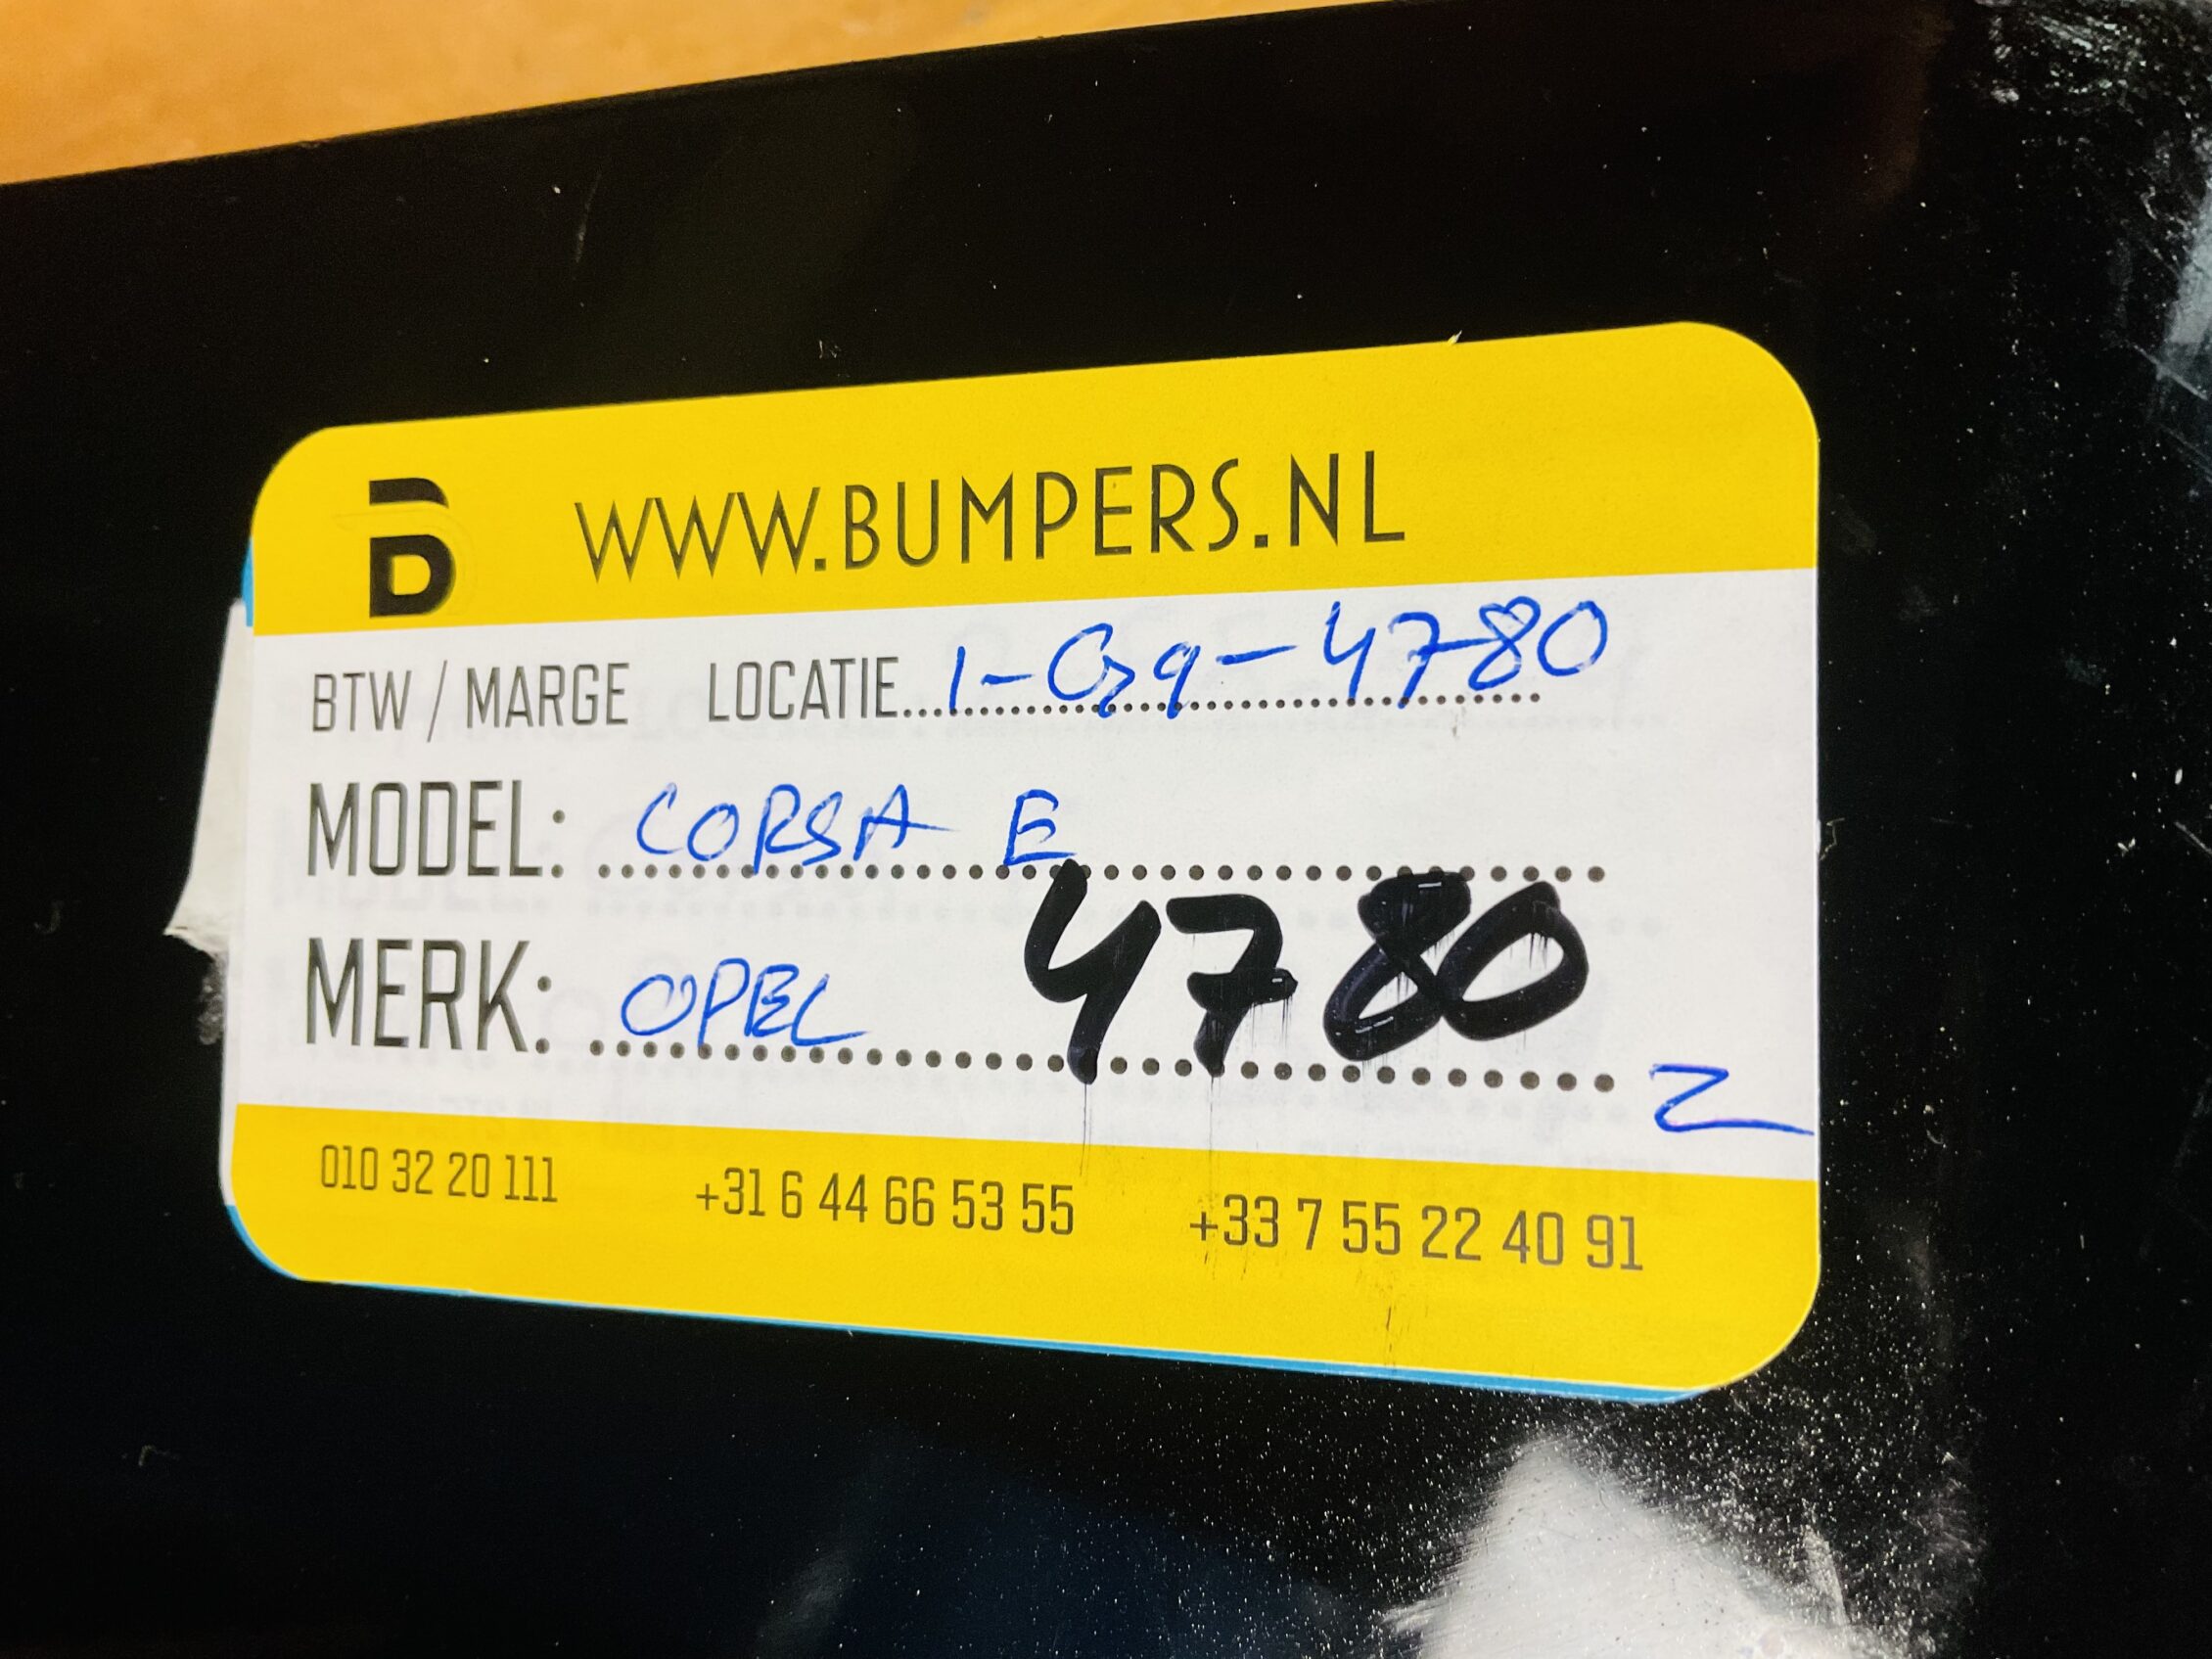 WWW.BUMPERS.NL
BTW / MARGE LOCATIE 1-G9-4780
MODEL: CORSA E
MERK: OPEL 4780
Z
010 32 20 111 +31 6 44 66 53 55 +33 7 55 22 40 91